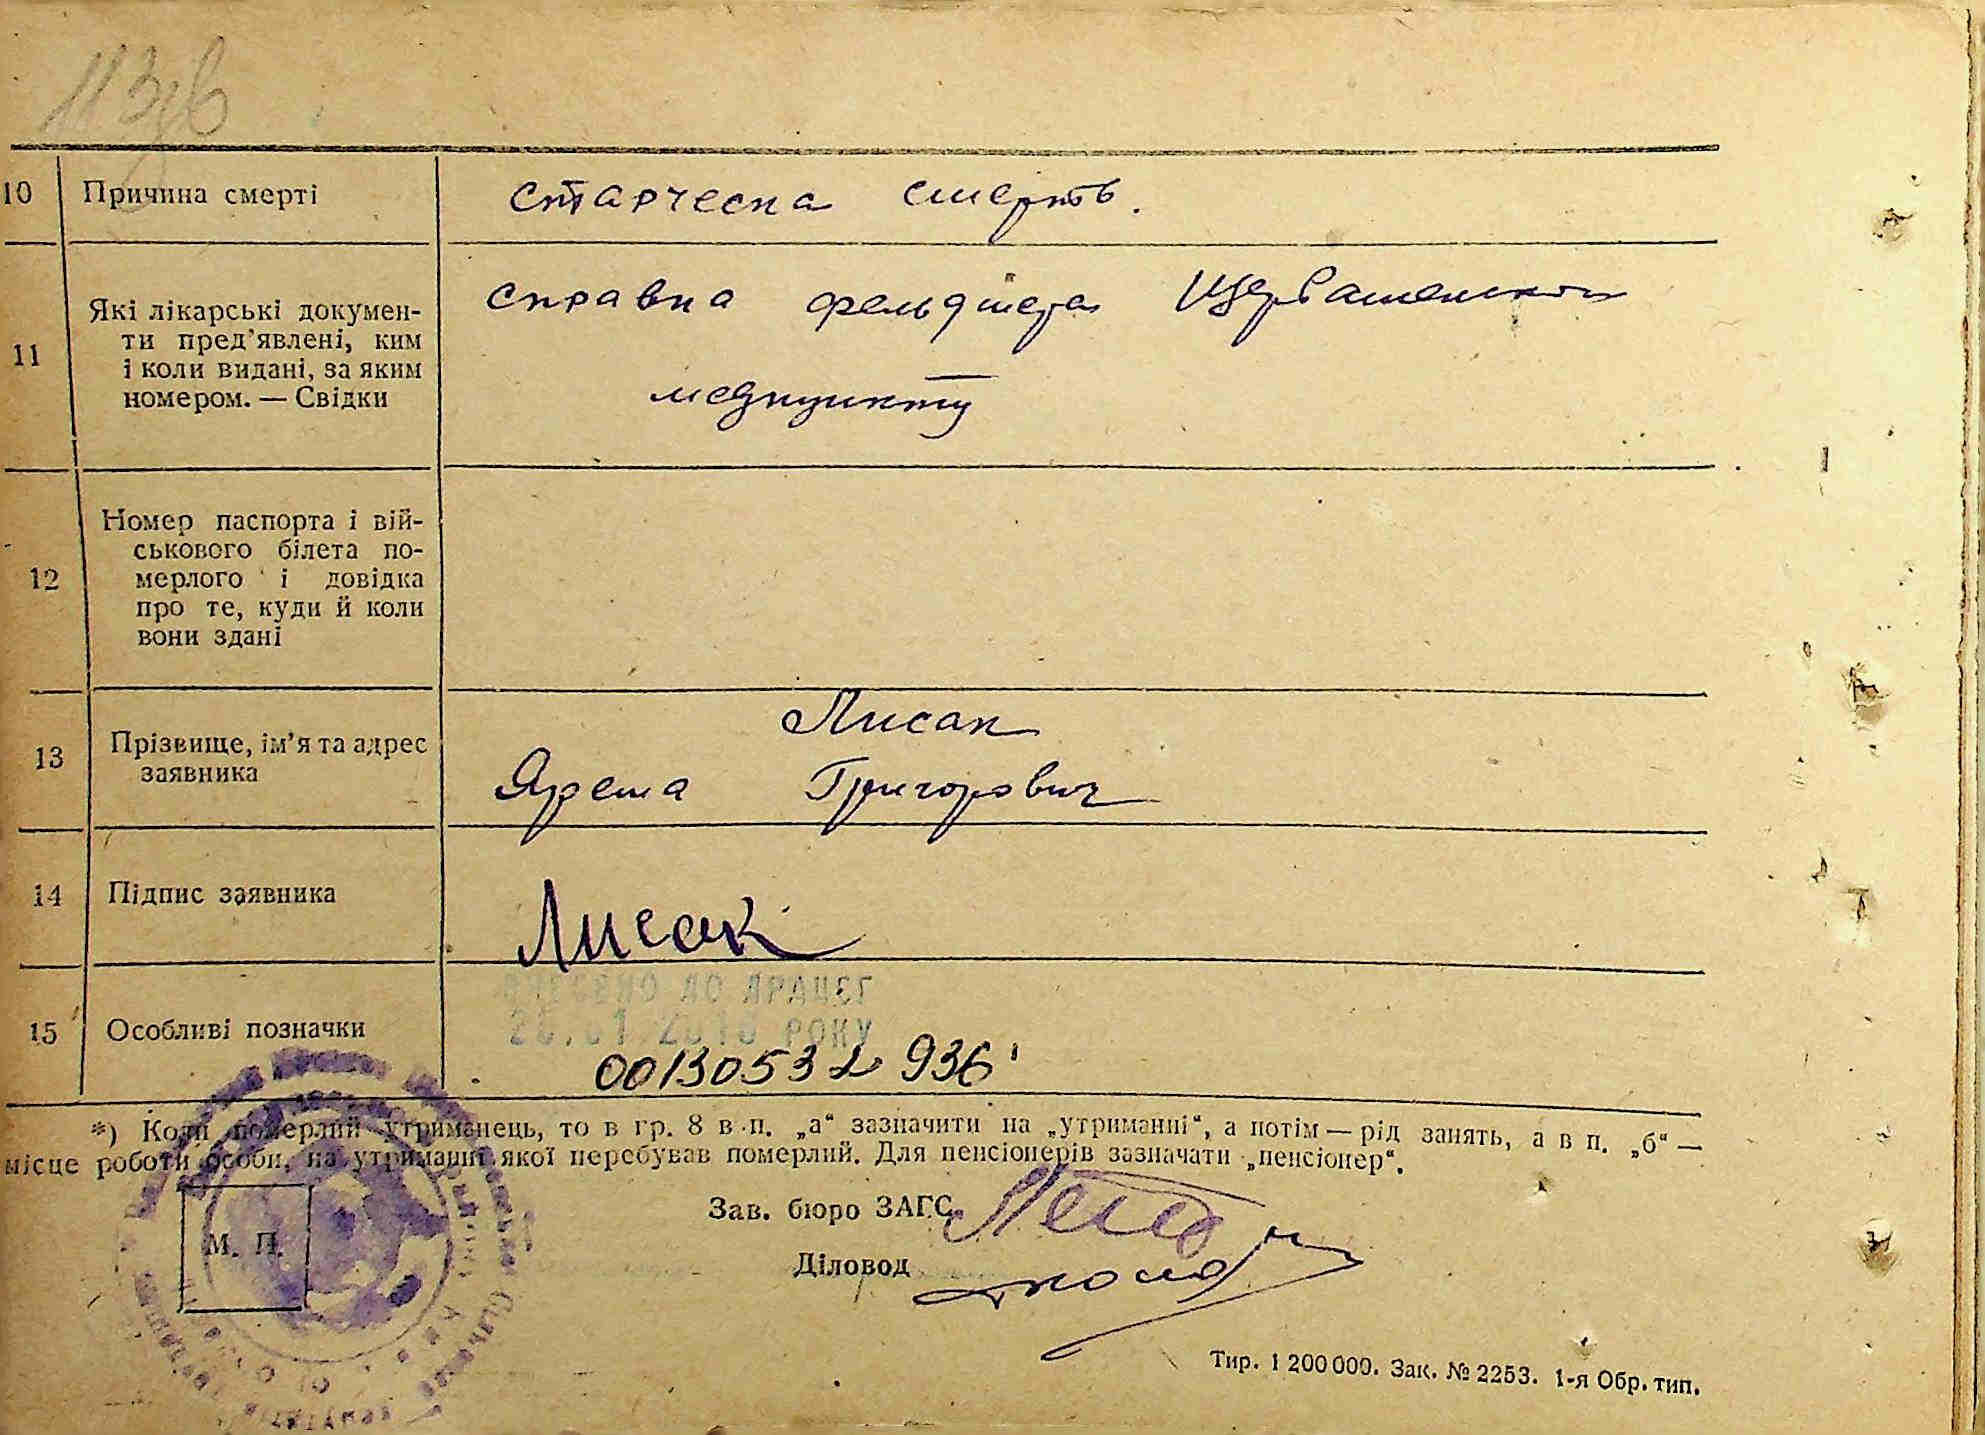 10 Причина смерті
старческа смерть.
11 Які лікарські докумен-
ти пред’явлені, ким
і коли видані, за яким
номером. — Свідки
справка фельдшера
медпункту
12 Номер паспорта і вій-
ськового білета по-
мерлого і довідка
про те, куди й коли
вони здані
13 Прізвище, ім’я та адрес
заявника
Лисак
Ярема Григорович
14 Підпис заявника
Лисак
ВНЕСЕНО ДО ДРАЦСГ
РОКУ
15 Особливі позначки
00130532936
*) Коли померлий утриманець, то в гр. 8 в п. „а“ зазначити на „утриманні“, а потім — рід занять, а в п. „б“ —
місце роботи особи, на утриманні якої перебував померлий. Для пенсіонерів зазначати „пенсіонер“.
Зав. бюро ЗАГС
М. П.
Діловод
Тир. 1 200 000. Зак. № 2253. 1-я Обр. тип.